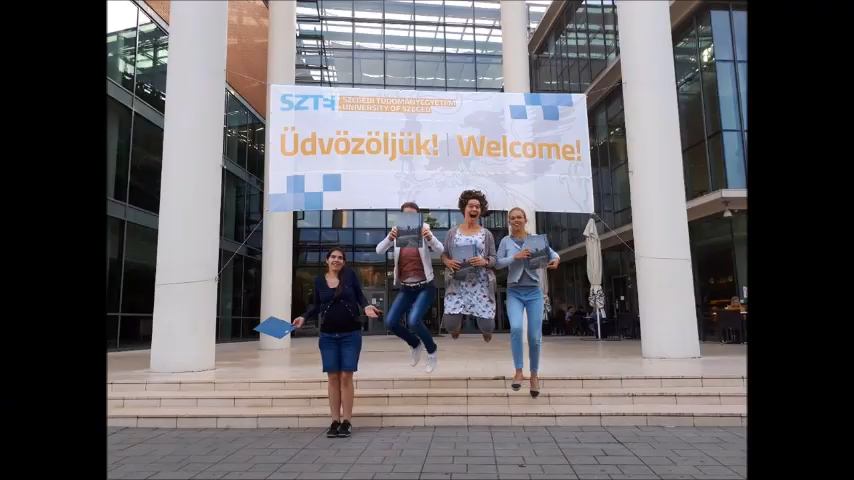 SZTE
SZEGEDI TUDOMÁNYEGYETEM
UNIVERSITY OF SZEGED
Üdvözöljük! | Welcome!